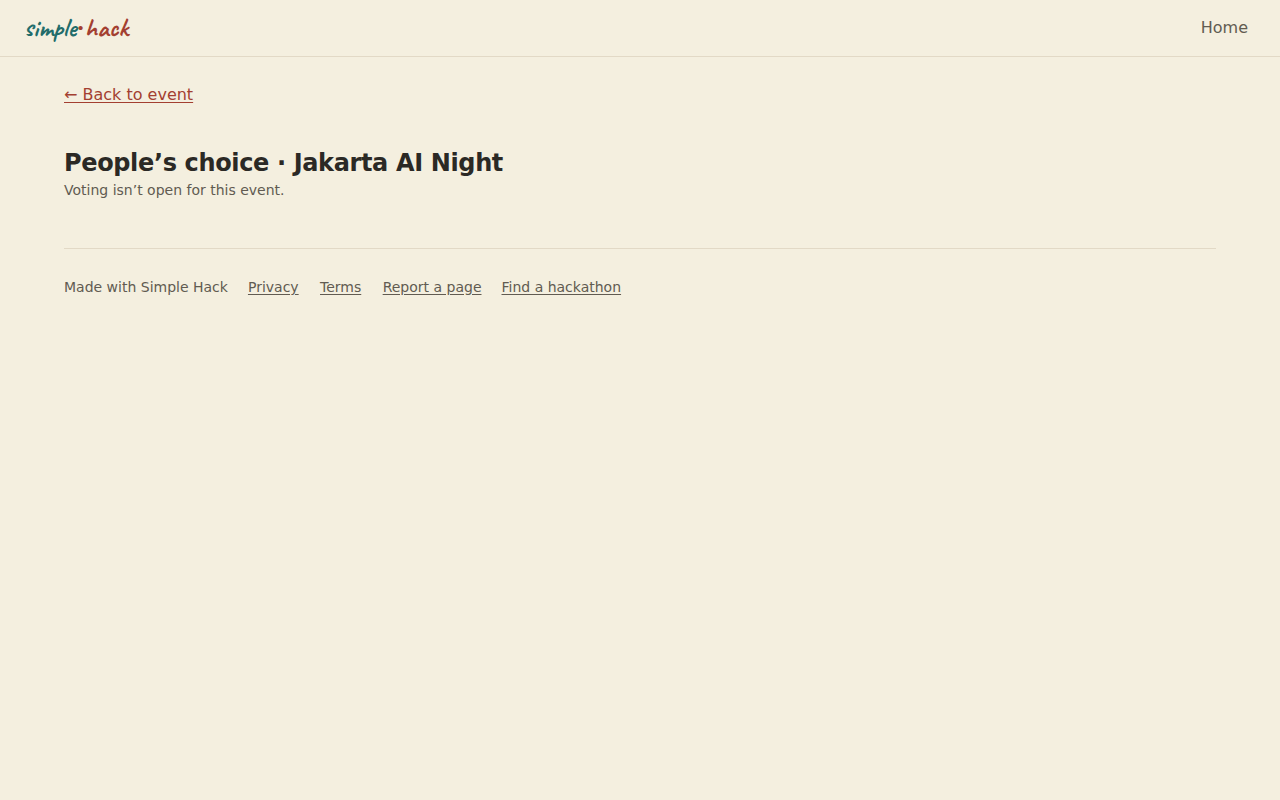 simple·hack
Home
← Back to event
People’s choice · Jakarta AI Night
Voting isn’t open for this event.
Made with Simple Hack Privacy Terms Report a page Find a hackathon